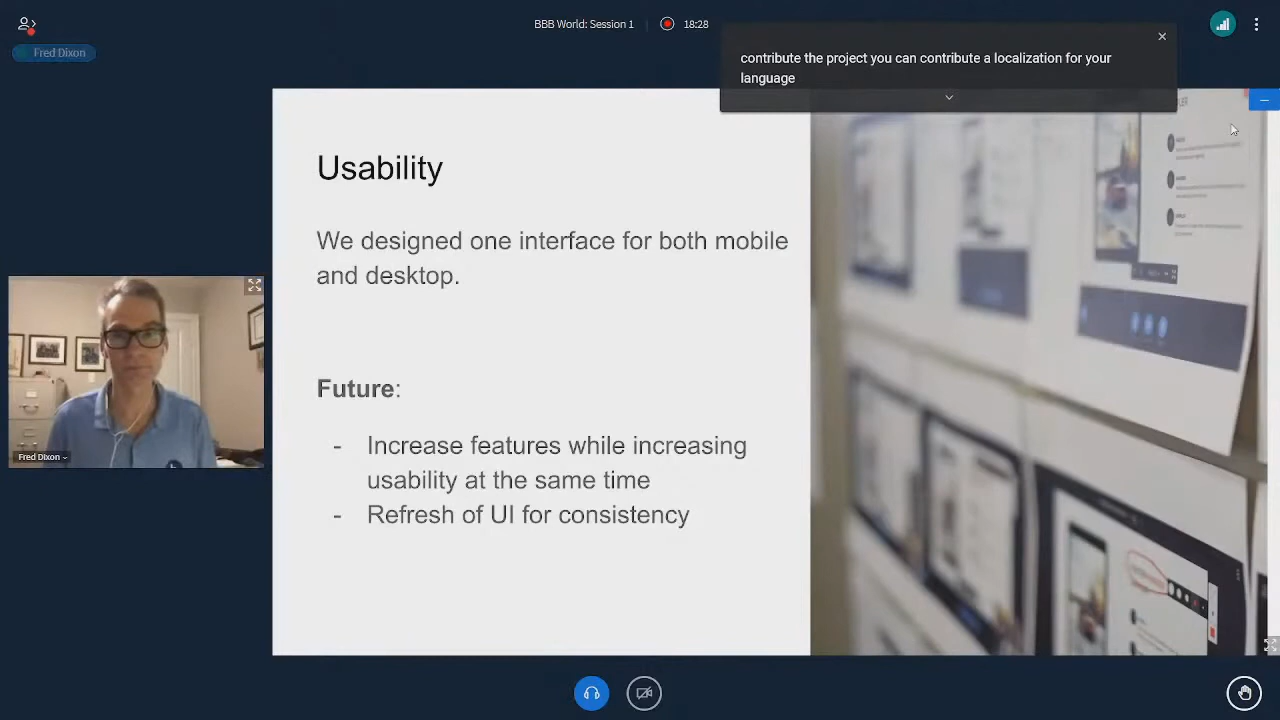 BBB World: Session 1
18:28
Fred Dixon
contribute the project you can contribute a localization for your
language
Usability
We designed one interface for both mobile
and desktop.
Future:
- Increase features while increasing
usability at the same time
- Refresh of UI for consistency
Fred Dixon